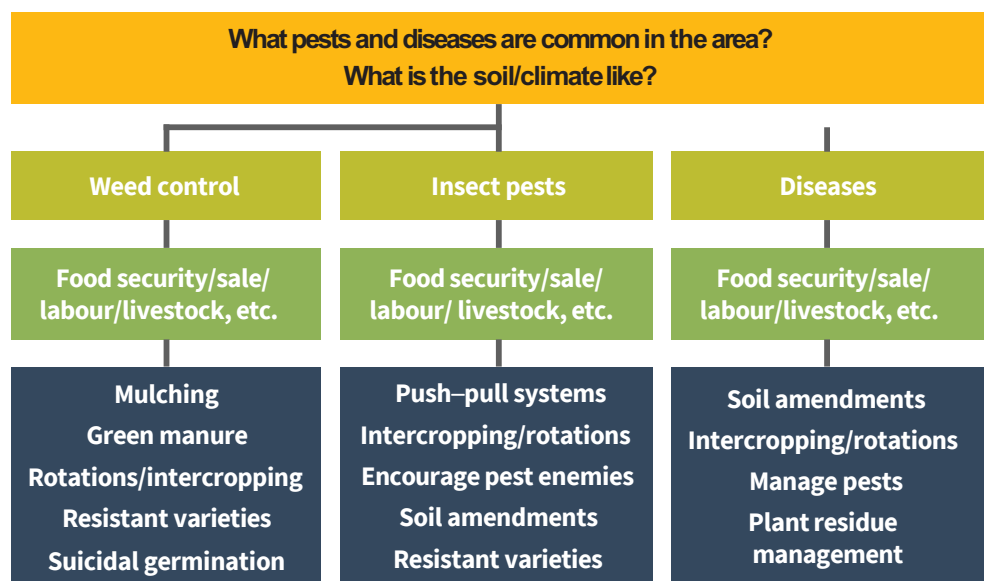 What pests and diseases are common in the area?
What is the soil/climate like?
Weed control
Food security/sale/
labour/livestock, etc.
Mulching
Green manure
Rotations/intercropping
Resistant varieties
Suicidal germination
Insect pests
Food security/sale/
labour/ livestock, etc.
Push–pull systems
Intercropping/rotations
Encourage pest enemies
Soil amendments
Resistant varieties
Diseases
Food security/sale/
labour/livestock, etc.
Soil amendments
Intercropping/rotations
Manage pests
Plant residue
management